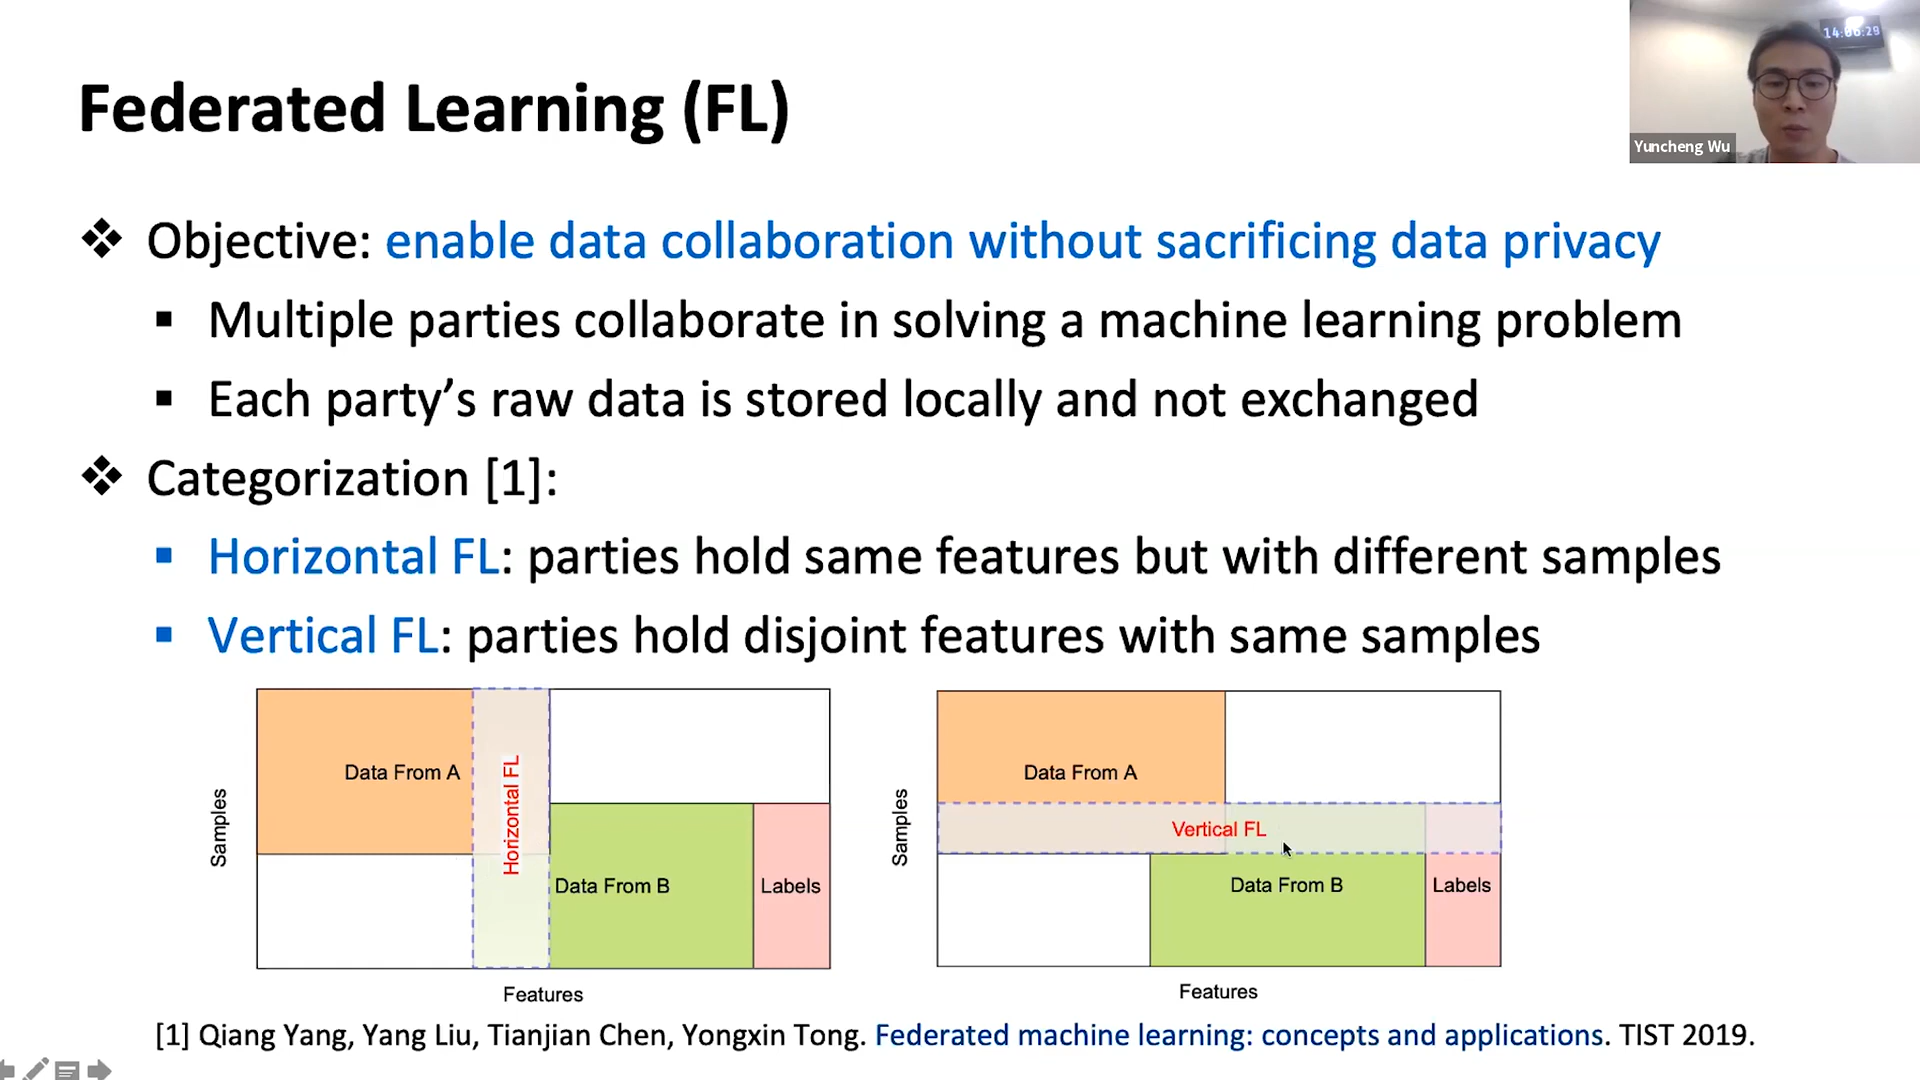 Federated Learning (FL)
14:06:29
Yuncheng Wu
❖ Objective: enable data collaboration without sacrificing data privacy
▪ Multiple parties collaborate in solving a machine learning problem
▪ Each party’s raw data is stored locally and not exchanged
❖ Categorization [1]:
▪ Horizontal FL: parties hold same features but with different samples
▪ Vertical FL: parties hold disjoint features with same samples
Samples
Data From A
Horizontal FL
Data From B
Labels
Features
Samples
Data From A
Vertical FL
Data From B
Labels
Features
[1] Qiang Yang, Yang Liu, Tianjian Chen, Yongxin Tong. Federated machine learning: concepts and applications. TIST 2019.